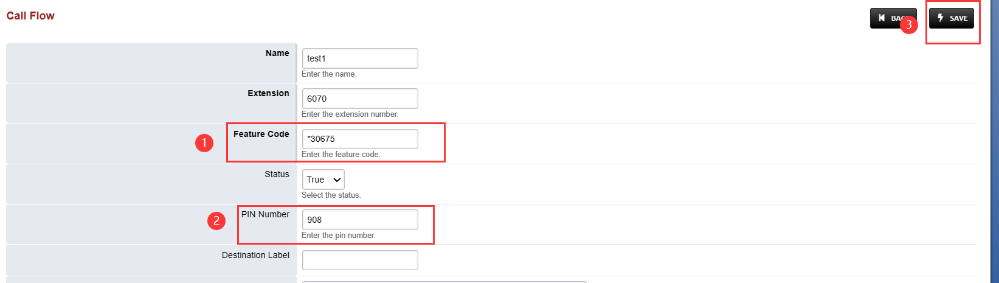 Call Flow
BACK
3
SAVE
Name
test1
Enter the name.
Extension
6070
Enter the extension number.
1
Feature Code
*30675
Enter the feature code.
Status
True
Select the status.
2
PIN Number
908
Enter the pin number.
Destination Label